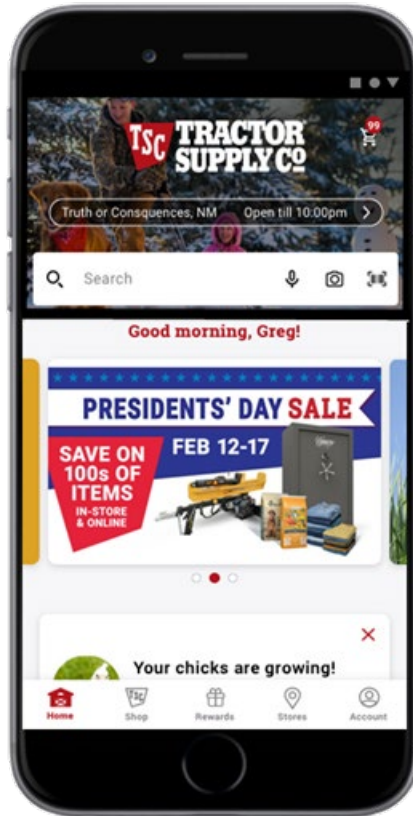 99
TSC TRACTOR
SUPPLY CO
Truth or Consquences, NM Open till 10:00pm
Search
Good morning, Greg!
PRESIDENTS' DAY SALE
FEB 12-17
SAVE ON
100s OF
ITEMS
IN-STORE
& ONLINE
Your chicks are growing!
Home Shop Rewards Stores Account